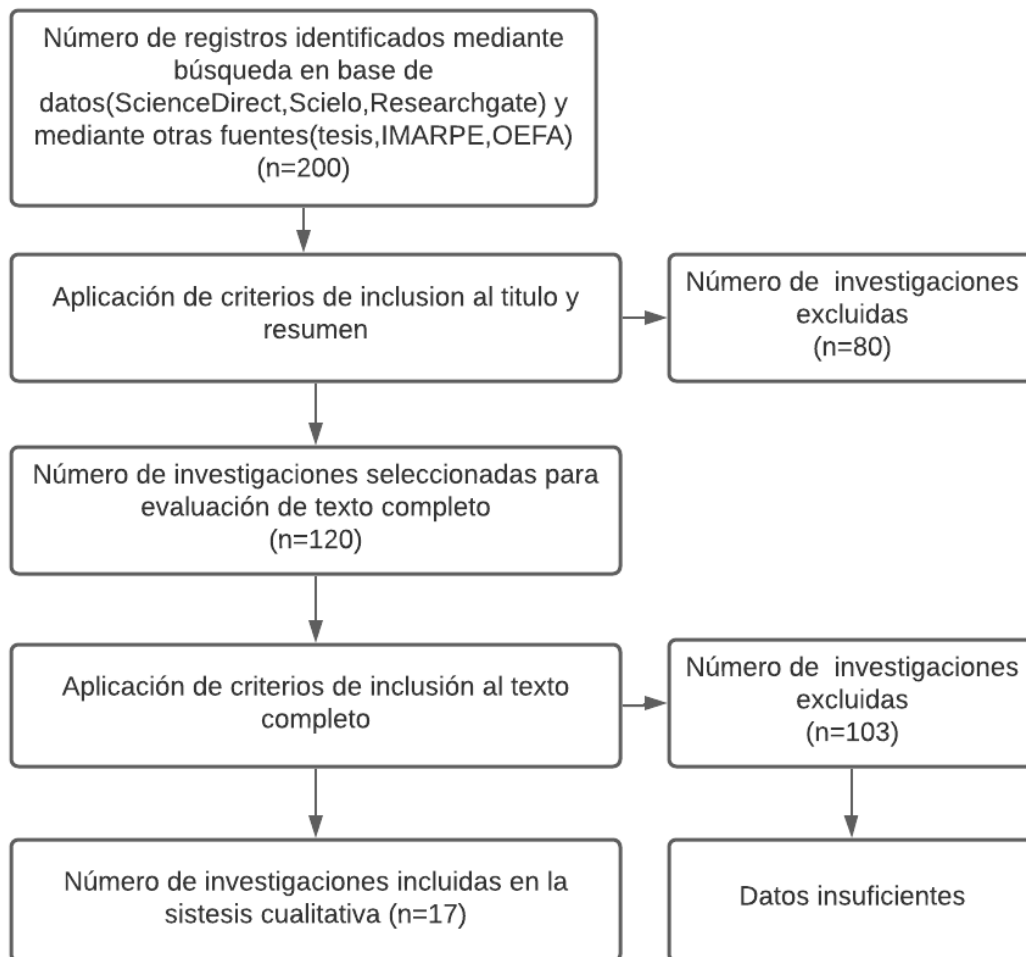 Número de registros identificados mediante
búsqueda en base de
datos(ScienceDirect,Scielo,Researchgate) y
mediante otras fuentes(tesis,IMARPE,OEFA)
(n=200)
Aplicación de criterios de inclusion al titulo y
resumen
Número de  investigaciones
excluidas
(n=80)
Número de investigaciones seleccionadas para
evaluación de texto completo
(n=120)
Aplicación de criterios de inclusión al texto
completo
Número de  investigaciones
excluidas
(n=103)
Número de investigaciones incluidas en la
sistesis cualitativa (n=17)
Datos insuficientes